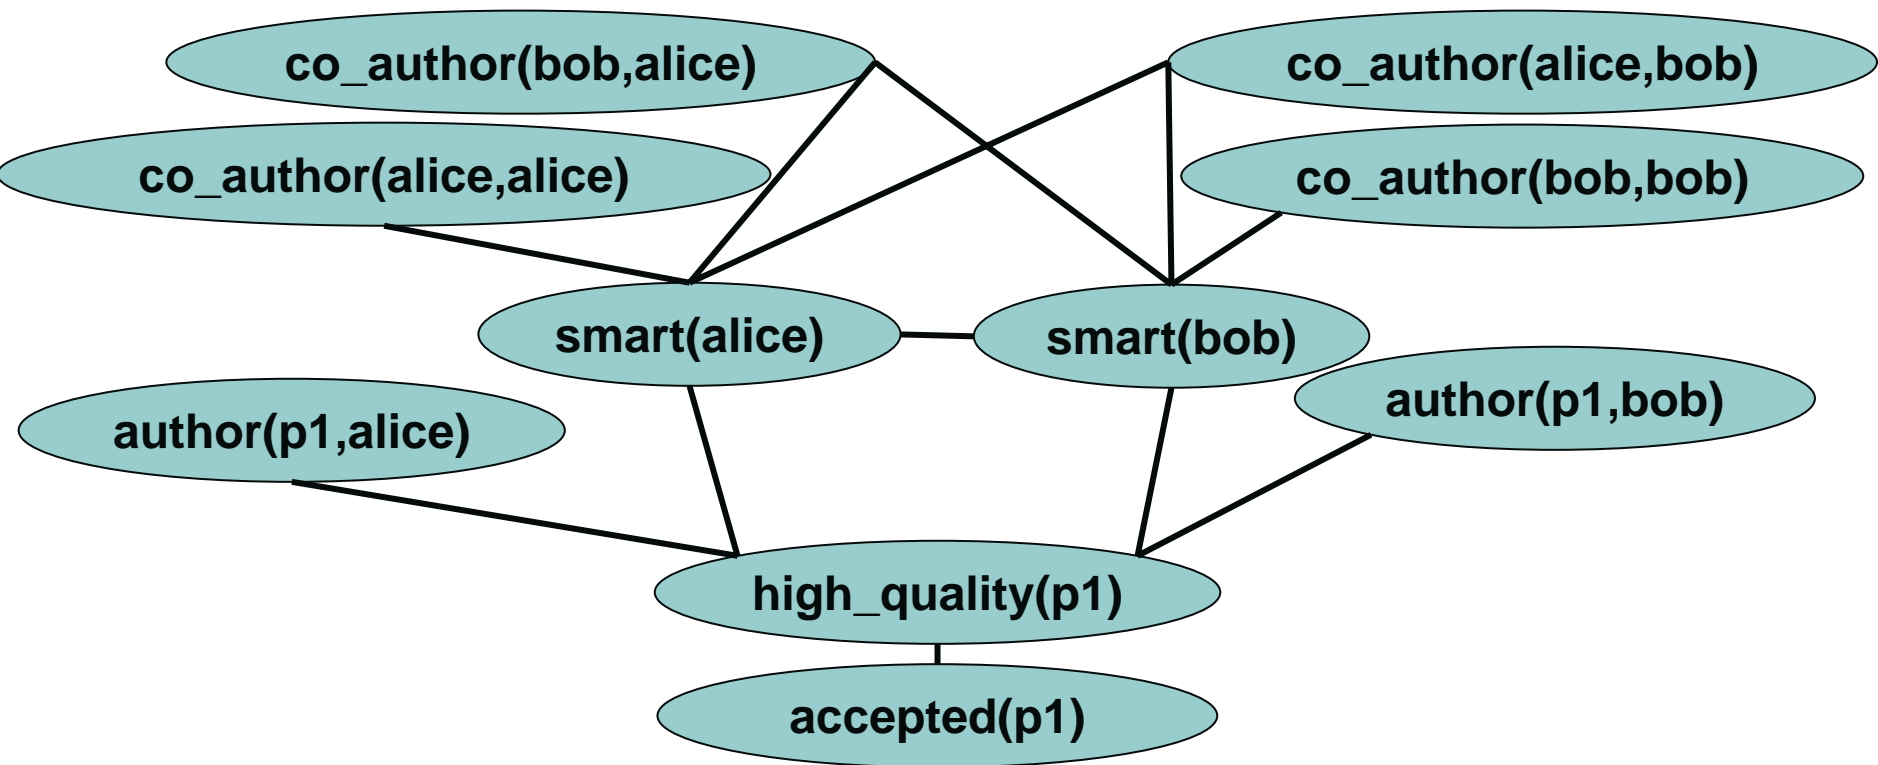 co_author(bob,alice)
co_author(alice,bob)
co_author(alice,alice)
co_author(bob,bob)
smart(alice)
smart(bob)
author(p1,alice)
author(p1,bob)
high_quality(p1)
accepted(p1)